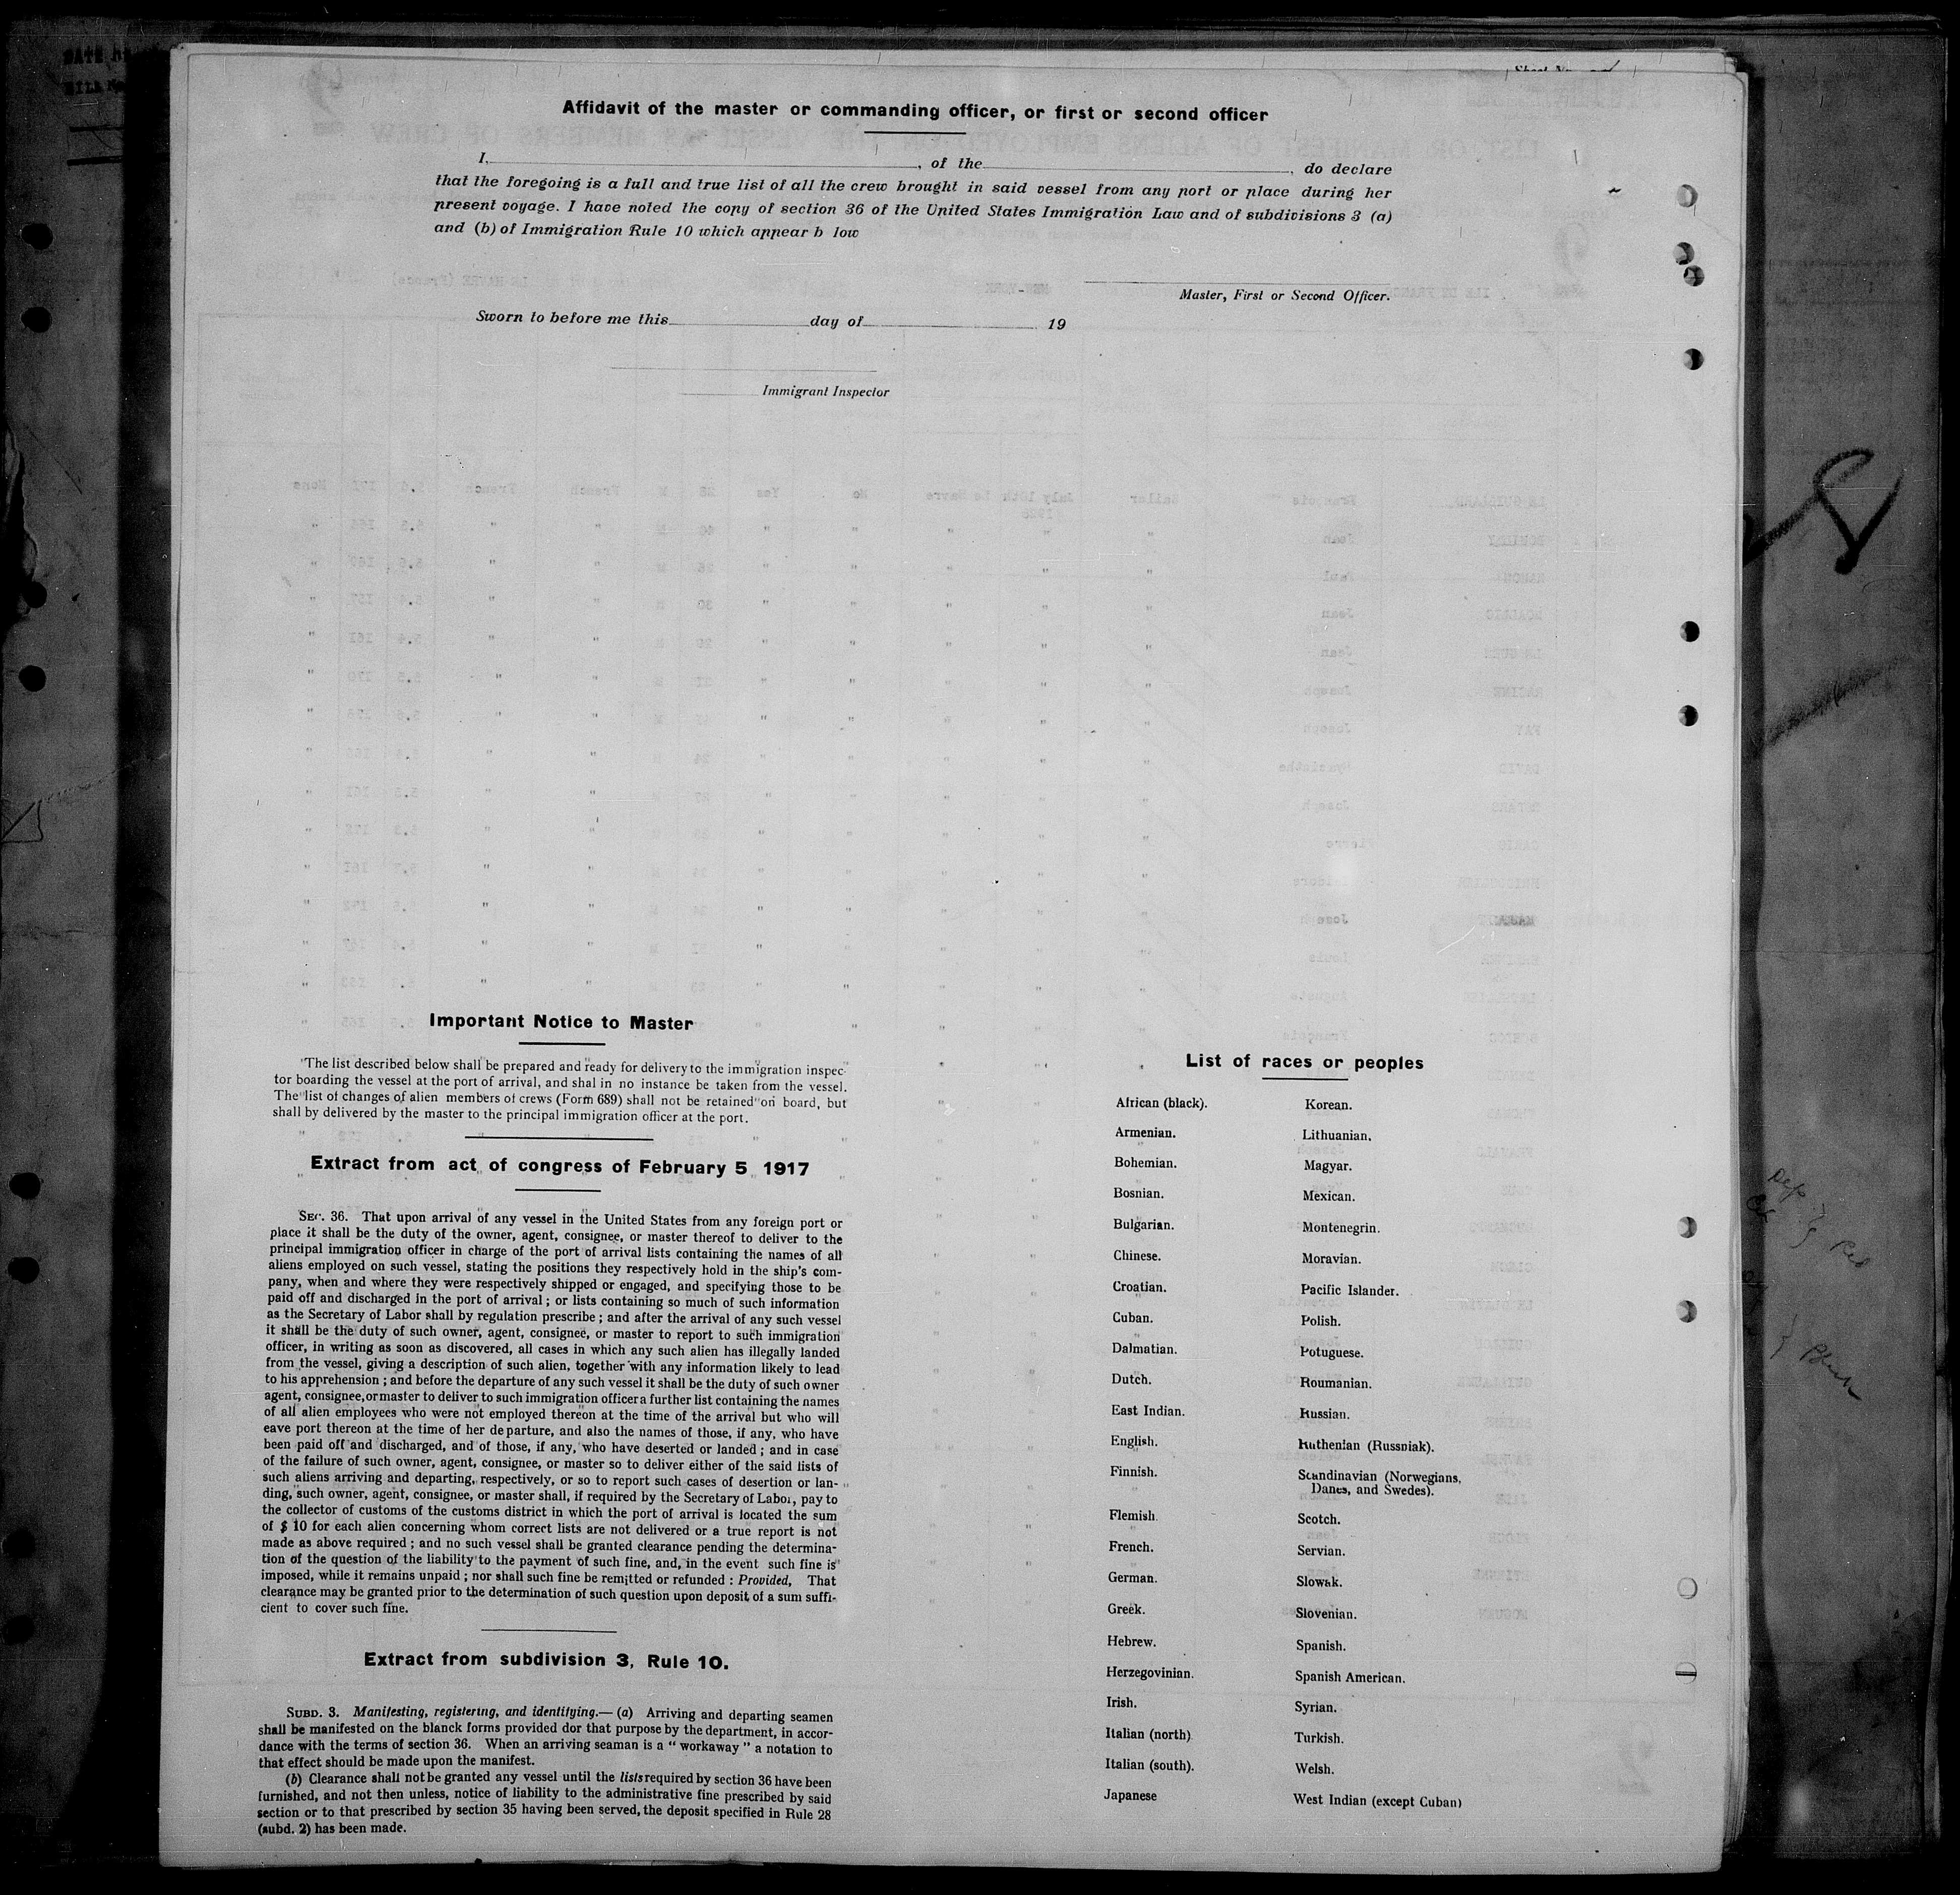 Affidavit of the master or commanding officer, or first or second officer
I, , of the , do declare
that the foregoing is a full and true list of all the crew brought in said vessel from any port or place during her
present voyage. I have noted the copy of section 36 of the United States Immigration Law and of subdivisions 3 (a)
and (b) of Immigration Rule 10 which appear b low
Master, First or Second Officer.
Sworn to before me this day of 19
Immigrant Inspector
Important Notice to Master
The list described below shall be prepared and ready for delivery to the immigration inspec-
tor boarding the vessel at the port of arrival, and shal in no instance be taken from the vessel.
The list of changes of alien members of crews (Form 689) shall not be retained on board, but
shall by delivered by the master to the principal immigration officer at the port.
Extract from act of congress of February 5 1917
SEC. 36. That upon arrival of any vessel in the United States from any foreign port or
place it shall be the duty of the owner, agent, consignee, or master thereof to deliver to the
principal immigration officer in charge of the port of arrival lists containing the names of all
aliens employed on such vessel, stating the positions they respectively hold in the ship's com-
pany, when and where they were respectively shipped or engaged, and specifying those to be
paid off and discharged in the port of arrival ; or lists containing so much of such information
as the Secretary of Labor shall by regulation prescribe ; and after the arrival of any such vessel
it shall be the duty of such owner, agent, consignee, or master to report to such immigration
officer, in writing as soon as discovered, all cases in which any such alien has illegally landed
from the vessel, giving a description of such alien, together with any information likely to lead
to his apprehension ; and before the departure of any such vessel it shall be the duty of such owner
agent, consignee, or master to deliver to such immigration officer a further list containing the names
of all alien employees who were not employed thereon at the time of the arrival but who will
eave port thereon at the time of her departure, and also the names of those, if any, who have
been paid off and discharged, and of those, if any, who have deserted or landed ; and in case
of the failure of such owner, agent, consignee, or master so to deliver either of the said lists of
such aliens arriving and departing, respectively, or so to report such cases of desertion or lan-
ding, such owner, agent, consignee, or master shall, if required by the Secretary of Labor, pay to
the collector of customs of the customs district in which the port of arrival is located the sum
of $ 10 for each alien concerning whom correct lists are not delivered or a true report is not
made as above required ; and no such vessel shall be granted clearance pending the determina-
tion of the question of the liability to the payment of such fine, and, in the event such fine is
imposed, while it remains unpaid ; nor shall such fine be remitted or refunded : Provided, That
clearance may be granted prior to the determination of such question upon deposit of a sum suffi-
cient to cover such fine.
Extract from subdivision 3, Rule 10.
SUBD. 3. Manifesting, registering, and identifying.— (a) Arriving and departing seamen
shall be manifested on the blanck forms provided dor that purpose by the department, in accor-
dance with the terms of section 36. When an arriving seaman is a “ workaway ” a notation to
that effect should be made upon the manifest.
(b) Clearance shall not be granted any vessel until the lists required by section 36 have been
furnished, and not then unless, notice of liability to the administrative fine prescribed by said
section or to that prescribed by section 35 having been served, the deposit specified in Rule 28
(subd. 2) has been made.
List of races or peoples
African (black).
Armenian.
Bohemian.
Bosnian.
Bulgarian.
Chinese.
Croatian.
Cuban.
Dalmatian.
Dutch.
East Indian.
English.
Finnish.
Flemish
French.
German.
Greek.
Hebrew.
Herzegovinian.
Irish.
Italian (north)
Italian (south).
Japanese
Korean.
Lithuanian.
Magyar.
Mexican.
Montenegrin.
Moravian.
Pacific Islander.
Polish.
Potuguese.
Roumanian.
Russian.
Ruthenian (Russniak).
Scandinavian (Norwegians,
Danes, and Swedes).
Scotch.
Servian.
Slowak.
Slovenian.
Spanish.
Spanish American.
Syrian.
Turkish.
Welsh.
West Indian (except Cuban)